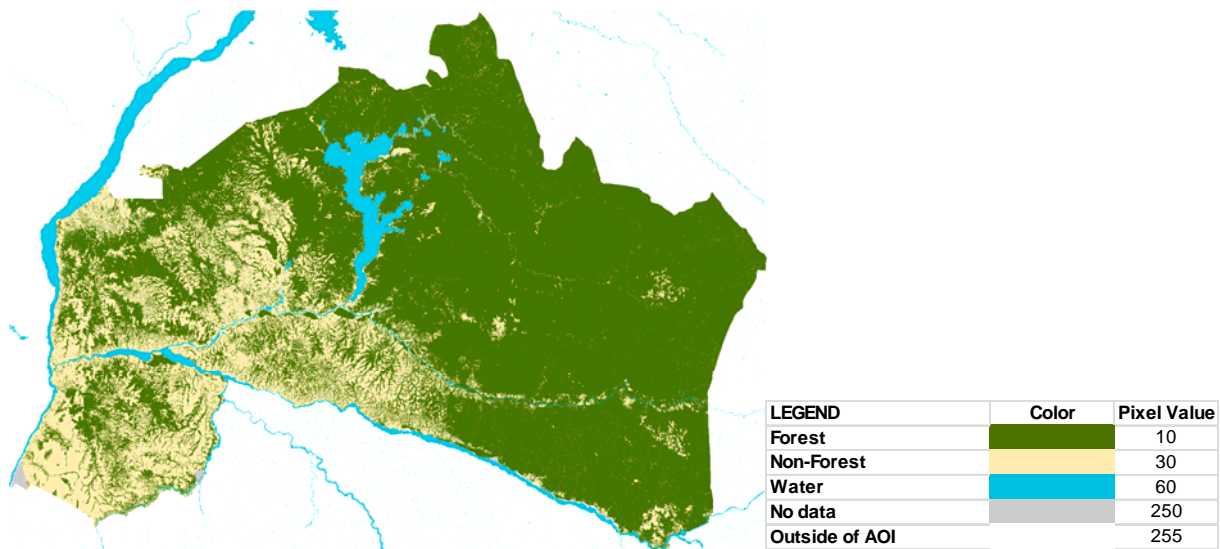 LEGEND Color Pixel Value
Forest 10
Non-Forest 30
Water 60
No data 250
Outside of AOI 255